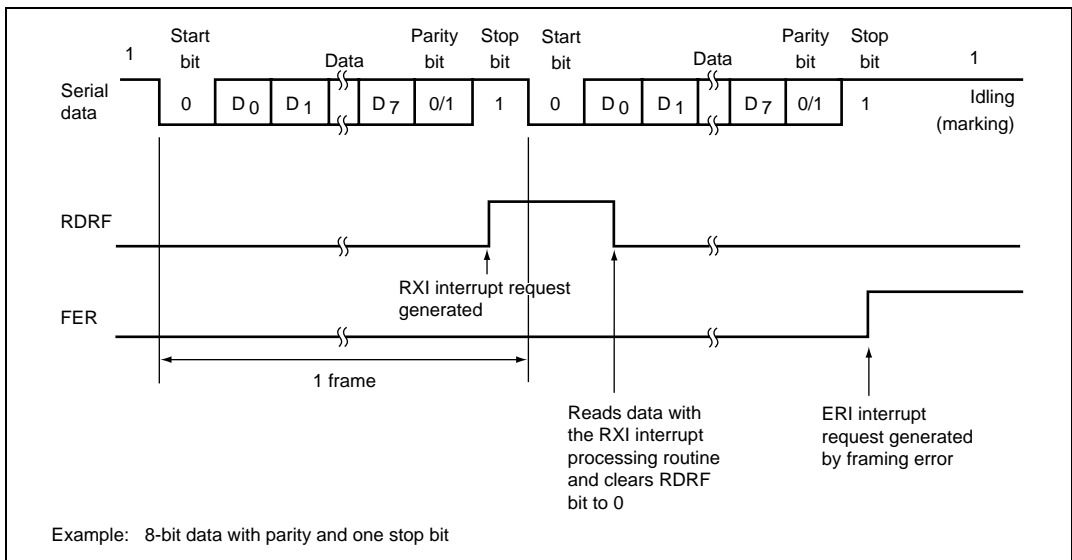 1 Start bit Data Parity bit Stop bit Start bit Data Parity bit Stop bit 1
Serial data 0 D0 D1 D7 0/1 1 0 D0 D1 D7 0/1 1 Idling (marking)
RDRF
RXI interrupt request
generated
FER
1 frame
Reads data with
the RXI interrupt
processing routine
and clears RDRF
bit to 0
ERI interrupt
request generated
by framing error
Example: 8-bit data with parity and one stop bit